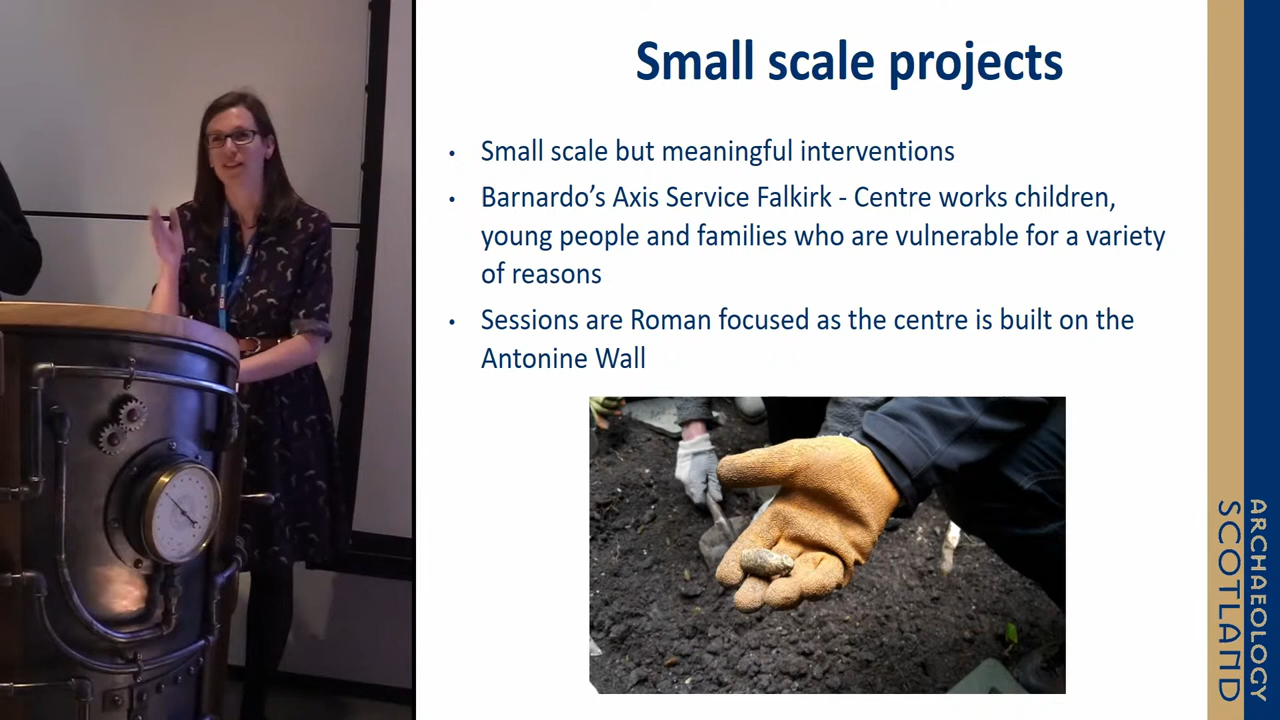 Small scale projects
• Small scale but meaningful interventions
• Barnardo’s Axis Service Falkirk - Centre works children,
young people and families who are vulnerable for a variety
of reasons
• Sessions are Roman focused as the centre is built on the
Antonine Wall
ARCHAEOLOGY
SCOTLAND